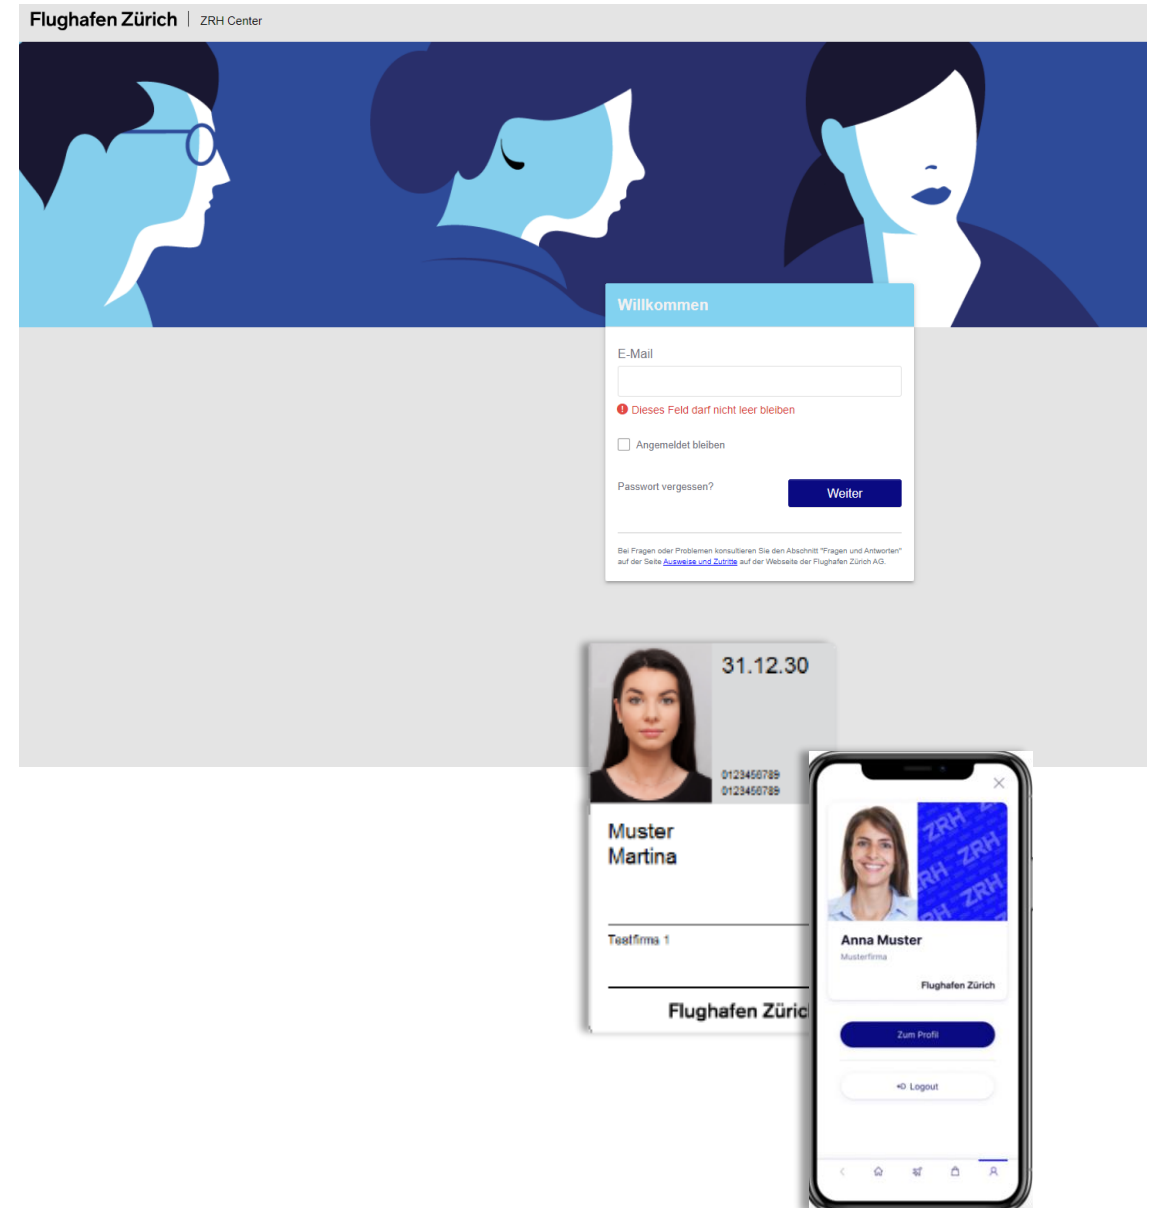 Flughafen Zürich | ZRH Center
Willkommen
E-Mail
Dieses Feld darf nicht leer bleiben
Angemeldet bleiben
Passwort vergessen?
Weiter
Bei Fragen oder Problemen konsultieren Sie den Abschnitt "Fragen und Antworten"
auf der Seite Ausweise und Zutritte auf der Webseite der Flughafen Zürich AG.
31.12.30
0123456789
0123456789
Muster
Martina
Testfirma 1
Flughafen Züric
ZRH ZRH
ZRH ZRH
RH ZRH
Anna Muster
Musterfirma
Flughafen Zürich
Zum Profil
Logout